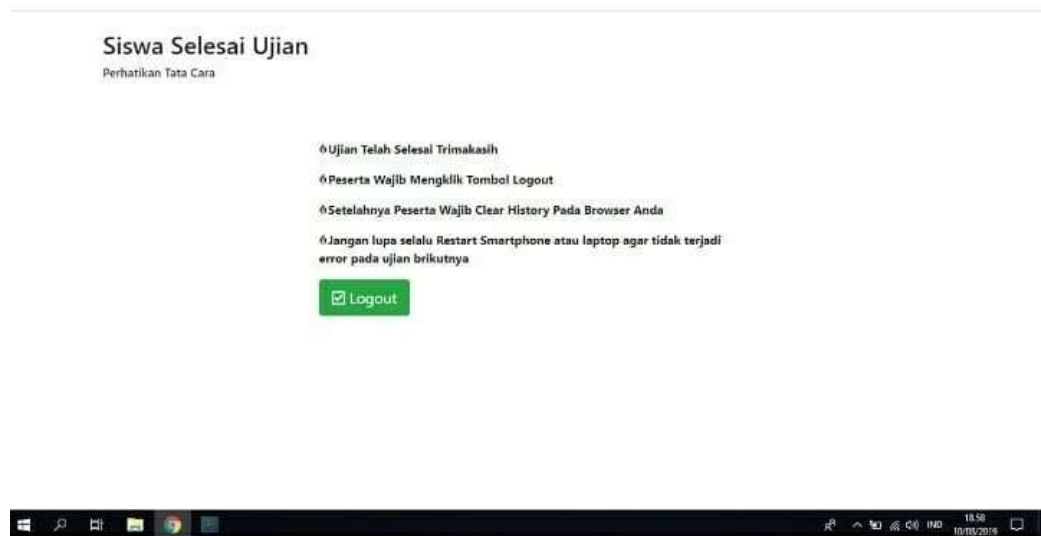 Siswa Selesai Ujian
Perhatikan Tata Cara
Ujian Telah Selesai Trimakasih
Peserta Wajib Mengklik Tombol Logout
Setelahnya Peserta Wajib Clear History Pada Browser Anda
Jangan lupa selalu Restart Smartphone atau laptop agar tidak terjadi
error pada ujian brikutnya
Logout
IND
18.58